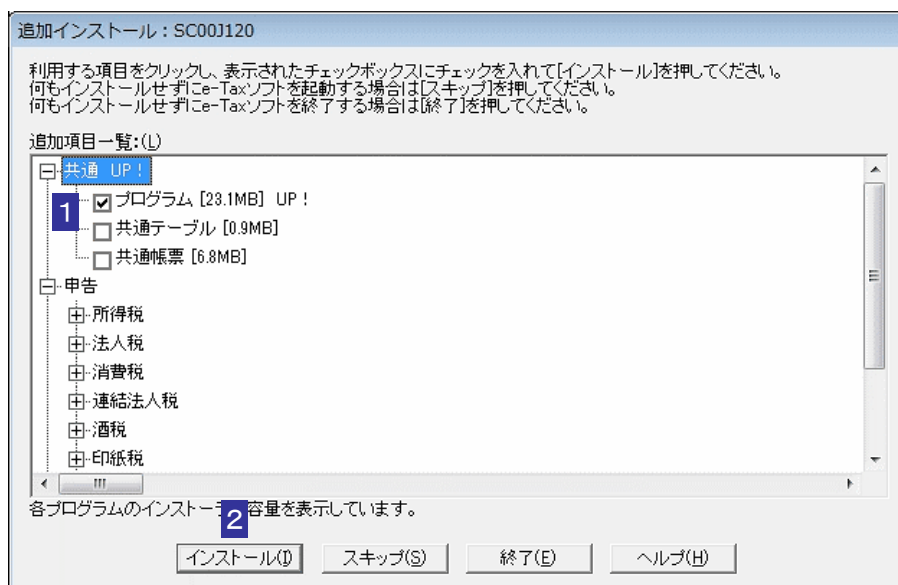 追加インストール：SC00J120
利用する項目をクリックし、表示されたチェックボックスにチェックを入れて[インストール]を押してください。
何もインストールせずにe-Taxソフトを起動する場合は[スキップ]を押してください。
何もインストールせずにe-Taxソフトを終了する場合は[終了]を押してください。
追加項目一覧:(L)
共通 UP！
1
プログラム [23.1MB] UP！
共通テーブル [0.9MB]
共通帳票 [6.8MB]
申告
所得税
法人税
消費税
連結法人税
酒税
印紙税
各プログラムのインストー 容量を表示しています。
2
インストール(I) スキップ(S) 終了(E) ヘルプ(H)